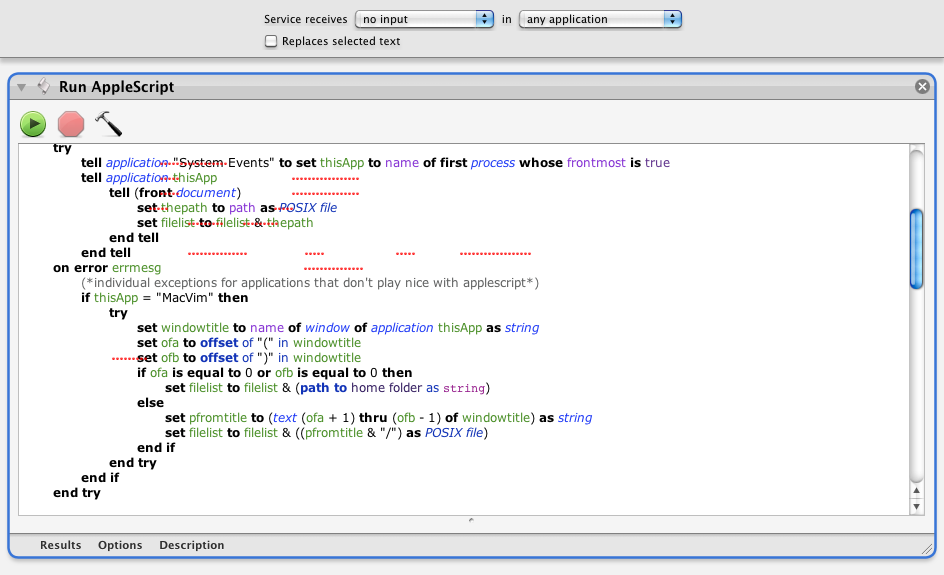 Service receives no input in any application
Replaces selected text
Run AppleScript
try
tell application "System Events" to set thisApp to name of first process whose frontmost is true
tell application thisApp
tell (front document)
set thepath to path as POSIX file
set filelist to filelist & thepath
end tell
end tell
on error errmesg
(*individual exceptions for applications that don't play nice with applescript*)
if thisApp = "MacVim" then
try
set windowtitle to name of window of application thisApp as string
set ofa to offset of "(" in windowtitle
set ofb to offset of ")" in windowtitle
if ofa is equal to 0 or ofb is equal to 0 then
set filelist to filelist & (path to home folder as string)
else
set pfromtitle to (text (ofa + 1) thru (ofb - 1) of windowtitle) as string
set filelist to filelist & ((pfromtitle & "/") as POSIX file)
end if
end try
end if
end try
Results Options Description